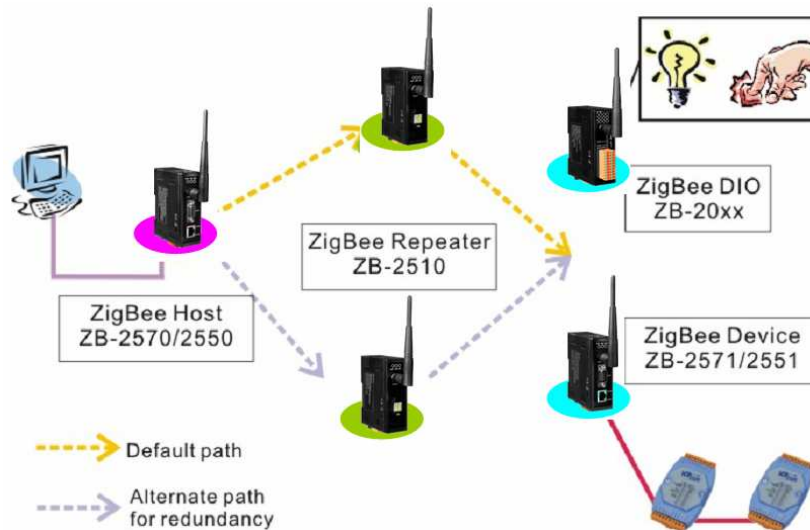 ZigBee DIO
ZB-20xx
ZigBee Repeater
ZB-2510
ZigBee Host
ZB-2570/2550
ZigBee Device
ZB-2571/2551
Default path
Alternate path
for redundancy